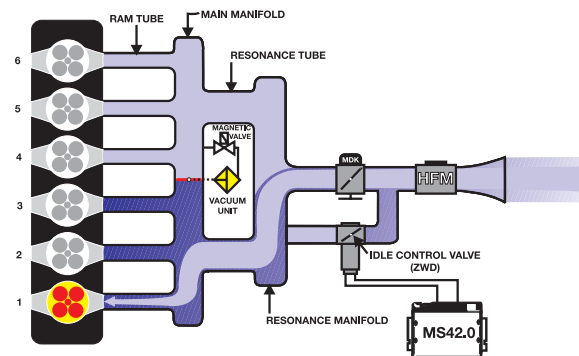 MAIN MANIFOLD
RAM TUBE
RESONANCE TUBE
6
5
4
3
2
1
MAGNETIC
VALVE
VACUUM
UNIT
MDK
HFM
IDLE CONTROL VALVE
(ZWD)
RESONANCE MANIFOLD
MS42.0